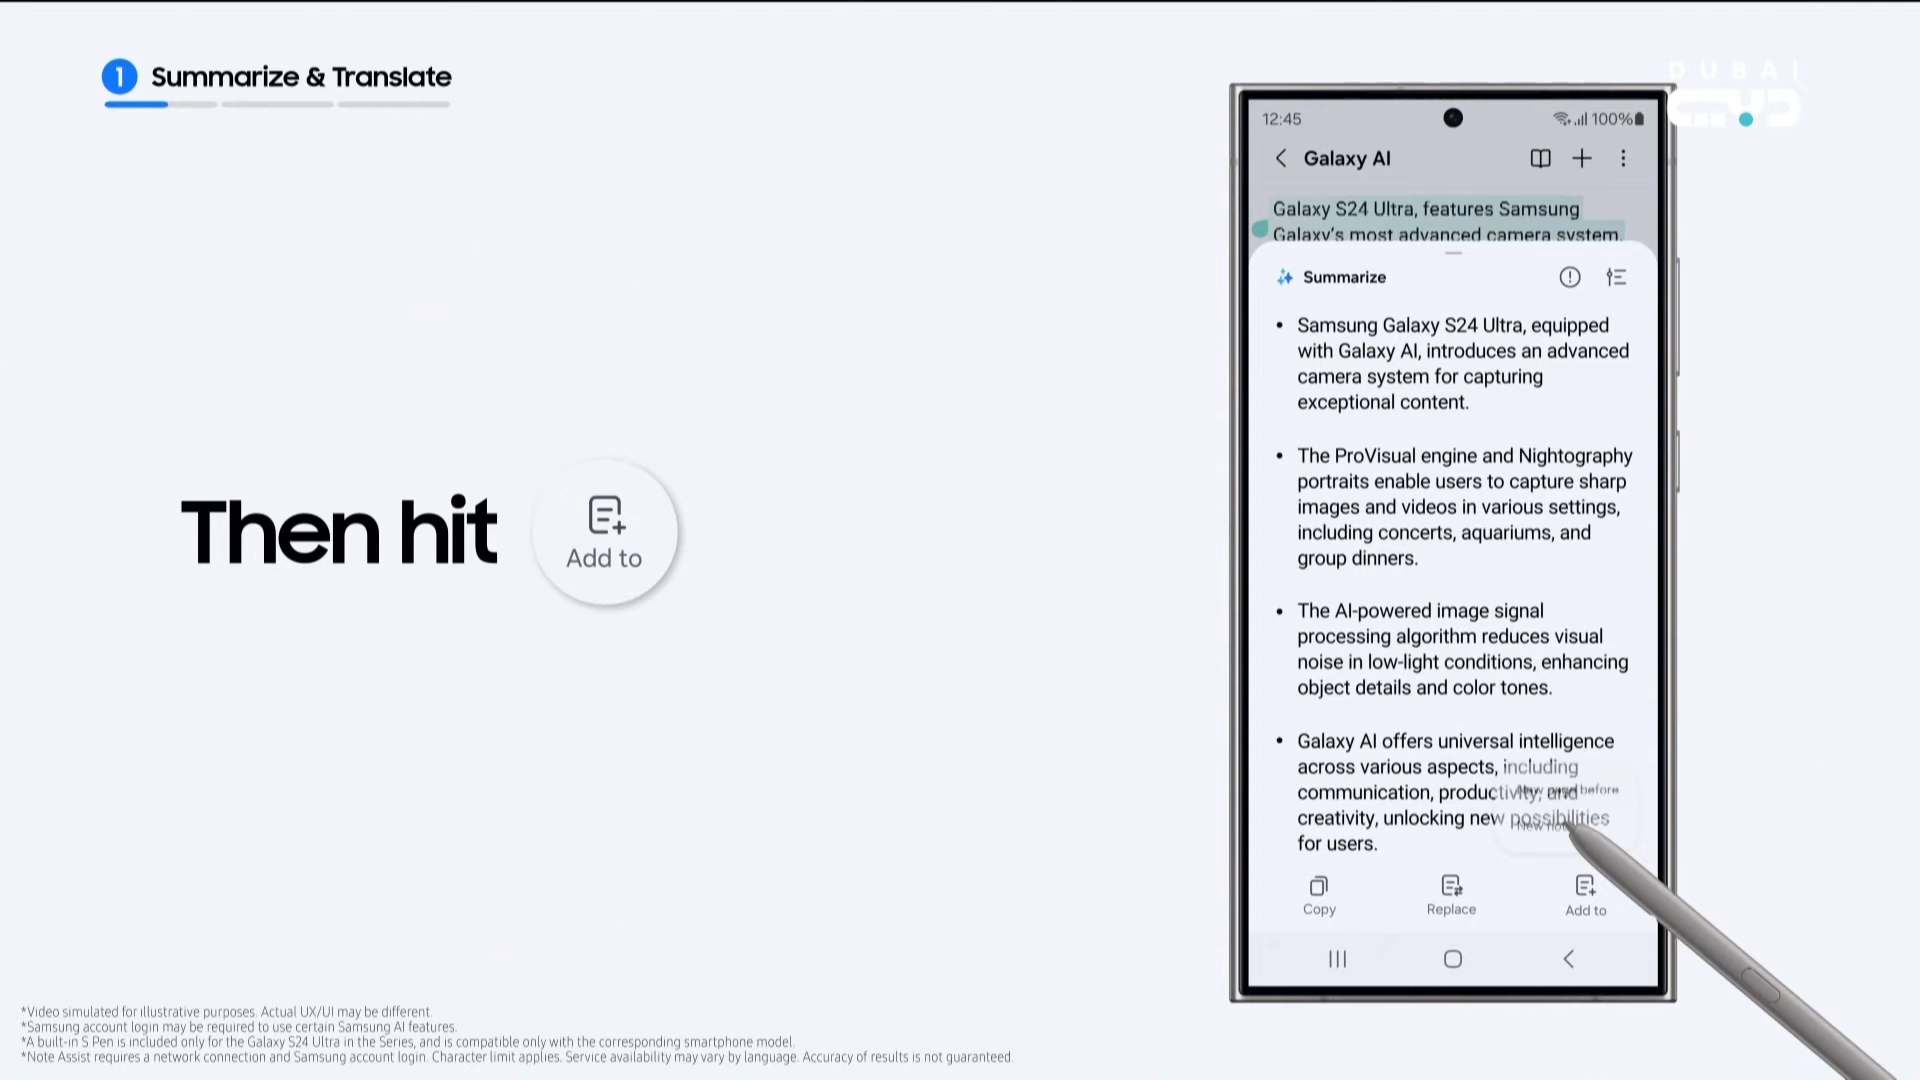 1 Summarize & Translate
Then hit
Add to
DUBAI
دبي
12:45
100%
Galaxy AI
Galaxy S24 Ultra, features Samsung
Galaxy's most advanced camera system,
Summarize
• Samsung Galaxy S24 Ultra, equipped
with Galaxy AI, introduces an advanced
camera system for capturing
exceptional content.
• The ProVisual engine and Nightography
portraits enable users to capture sharp
images and videos in various settings,
including concerts, aquariums, and
group dinners.
• The AI-powered image signal
processing algorithm reduces visual
noise in low-light conditions, enhancing
object details and color tones.
• Galaxy AI offers universal intelligence
across various aspects, including
communication, productivity, and
creativity, unlocking new possibilities
for users.
before
Copy
Replace
Add to
*Video simulated for illustrative purposes. Actual UX/UI may be different.
*Samsung account login may be required to use certain Samsung AI features.
*A built-in S Pen is included only for the Galaxy S24 Ultra in the Series, and is compatible only with the corresponding smartphone model.
*Note Assist requires a network connection and Samsung account login. Character limit applies. Service availability may vary by language. Accuracy of results is not guaranteed.